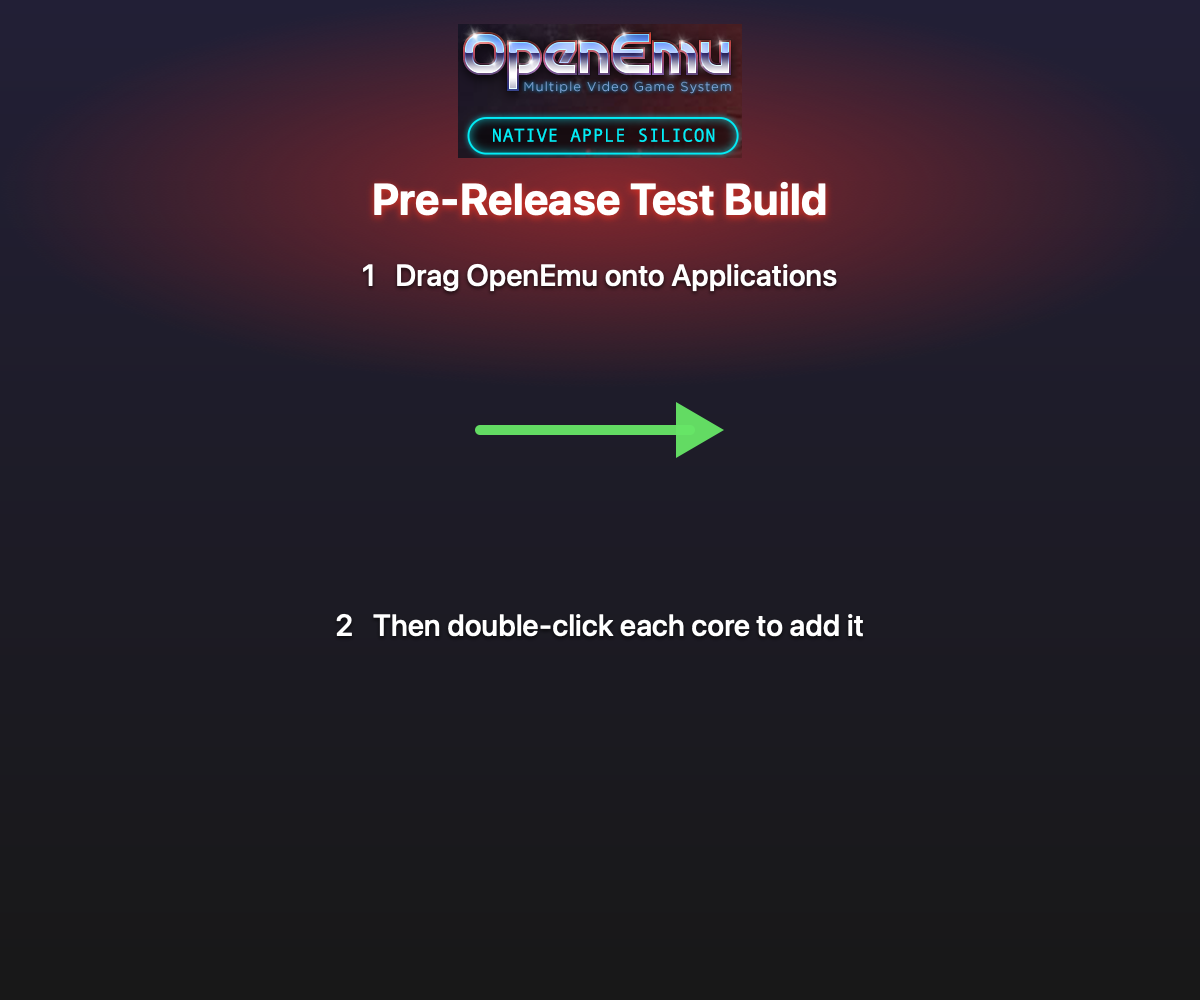 OpenEmu
Multiple Video Game System
NATIVE APPLE SILICON
Pre-Release Test Build
1 Drag OpenEmu onto Applications
2 Then double-click each core to add it